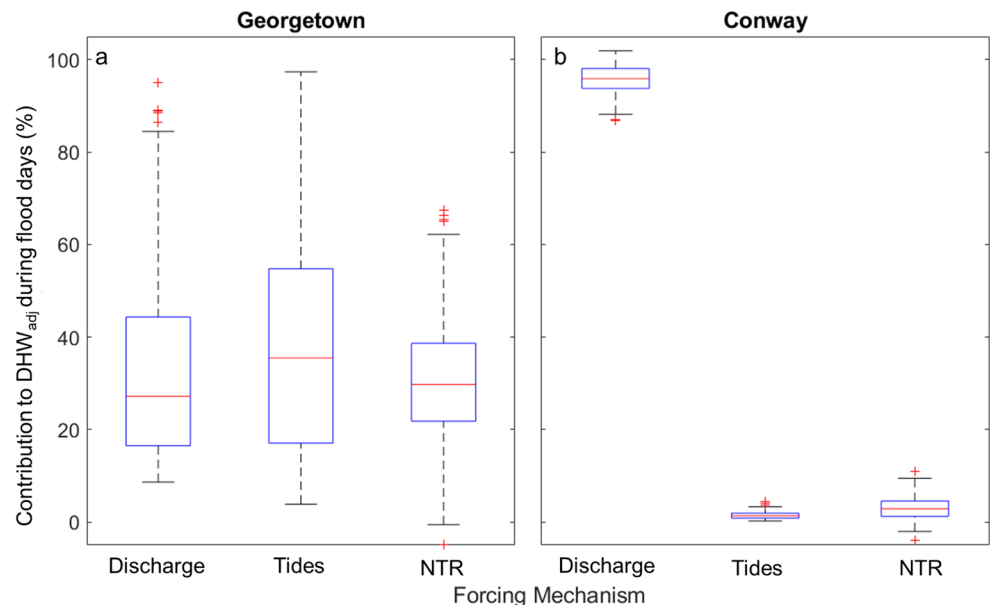 Georgetown
Conway
a
b
Contribution to DHWadj during flood days (%)
100
80
60
40
20
0
Discharge
Tides
NTR
Discharge
Tides
NTR
Forcing Mechanism